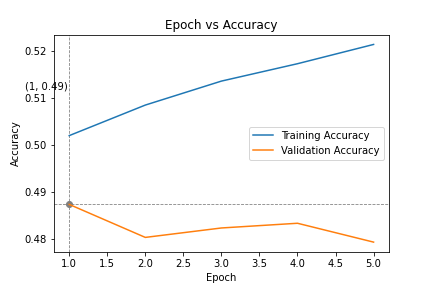 Epoch vs Accuracy
0.52
(1, 0.49)
0.51
0.50
0.49
0.48
Accuracy
Training Accuracy
Validation Accuracy
1.0 1.5 2.0 2.5 3.0 3.5 4.0 4.5 5.0
Epoch